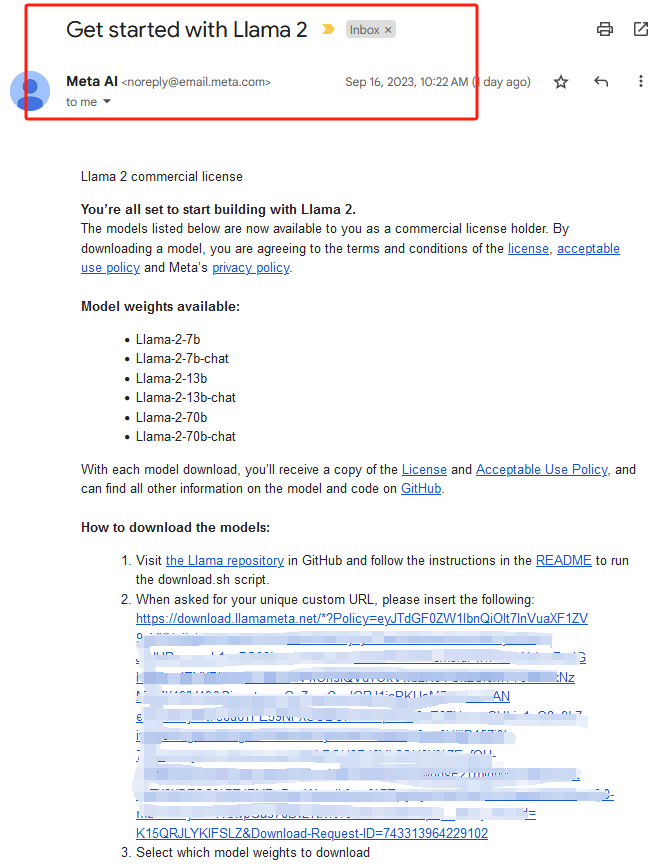 Get started with Llama 2
Inbox ×
Meta AI <noreply@email.meta.com>
Sep 16, 2023, 10:22 AM (1 day ago)
to me
Llama 2 commercial license
You're all set to start building with Llama 2.
The models listed below are now available to you as a commercial license holder. By
downloading a model, you are agreeing to the terms and conditions of the license, acceptable
use policy and Meta's privacy policy.
Model weights available:
• Llama-2-7b
• Llama-2-7b-chat
• Llama-2-13b
• Llama-2-13b-chat
• Llama-2-70b
• Llama-2-70b-chat
With each model download, you'll receive a copy of the License and Acceptable Use Policy, and
can find all other information on the model and code on GitHub.
How to download the models:
1. Visit the Llama repository in GitHub and follow the instructions in the README to run
the download.sh script.
2. When asked for your unique custom URL, please insert the following:
https://download.llamameta.net/*?Policy=eyJTdGF0ZW1lbnQiOlt7InVuaXF1ZV
K15QRJLYKIFSLZ&Download-Request-ID=743313964229102
3. Select which model weights to download